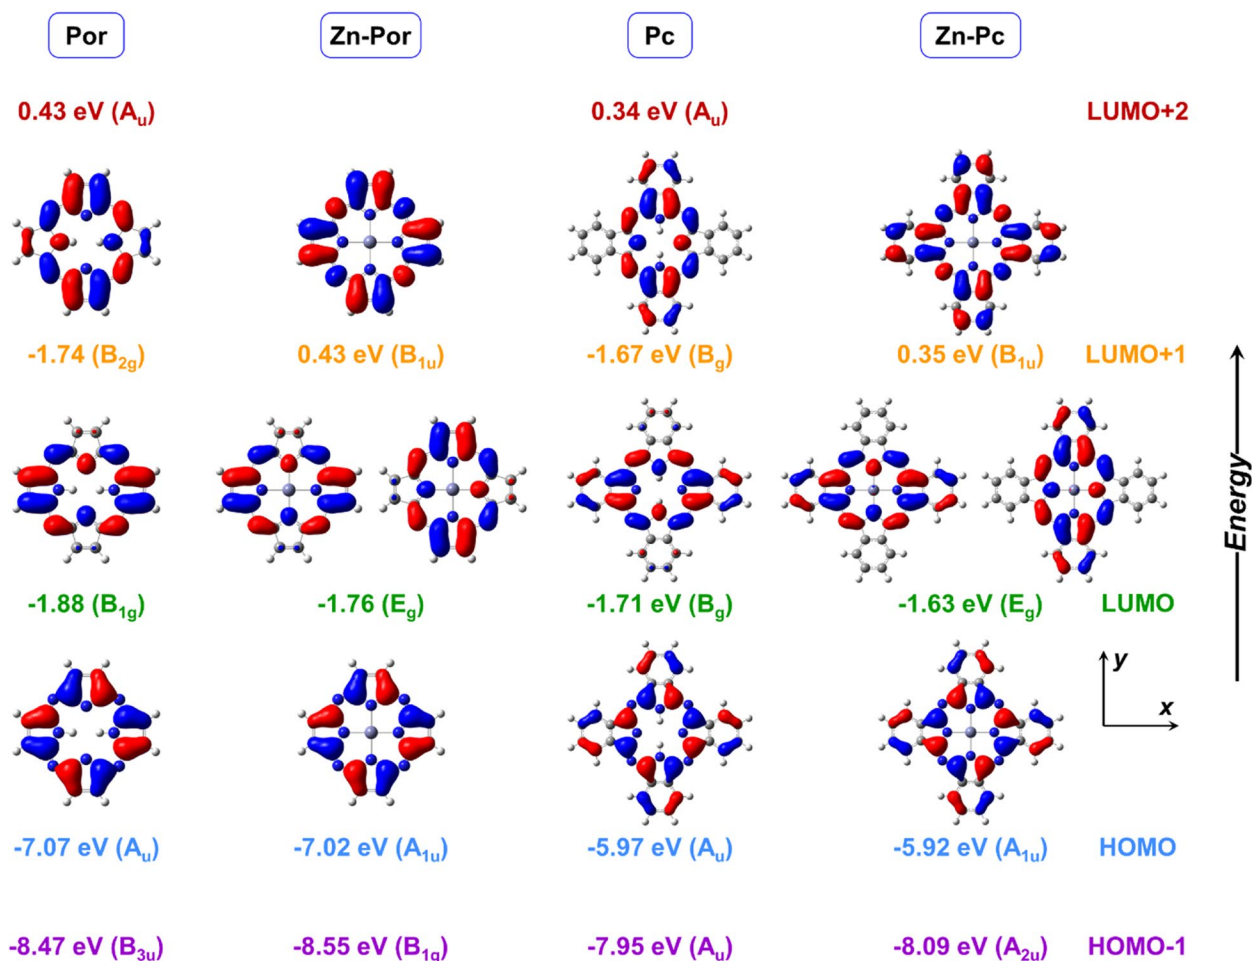 Por Zn-Por Pc Zn-Pc
0.43 eV (Au) 0.34 eV (Au) LUMO+2
-1.74 (B2g) 0.43 eV (B1u) -1.67 eV (Bg) 0.35 eV (B1u) LUMO+1
Energy
-1.88 (B1g) -1.76 (Eg) -1.71 eV (Bg) -1.63 eV (Eg) LUMO
y
x
-7.07 eV (Au) -7.02 eV (A1u) -5.97 eV (Au) -5.92 eV (A1u) HOMO
-8.47 eV (B3u) -8.55 eV (B1g) -7.95 eV (Au) -8.09 eV (A2u) HOMO-1